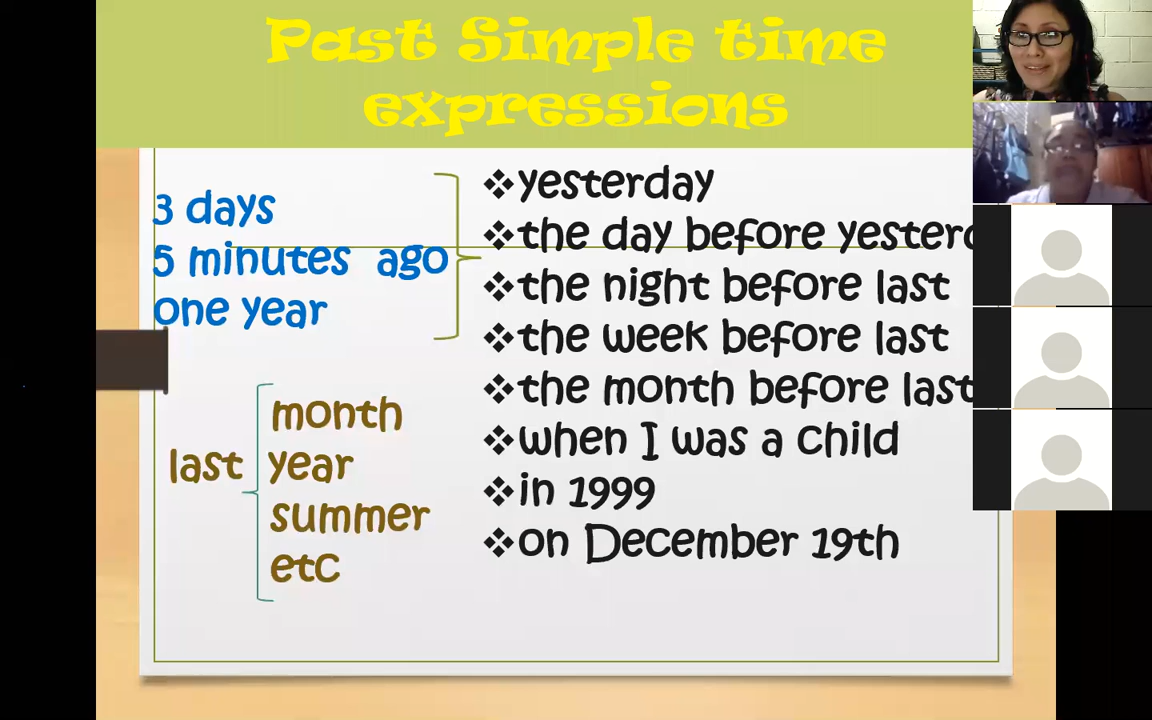 Past Simple time
expressions
3 days
5 minutes ago
one year
last
month
year
summer
etc
❖yesterday
❖the day before
❖the night before last
❖the week before last
❖the month before last
❖when I was a child
❖in 1999
❖on December 19th